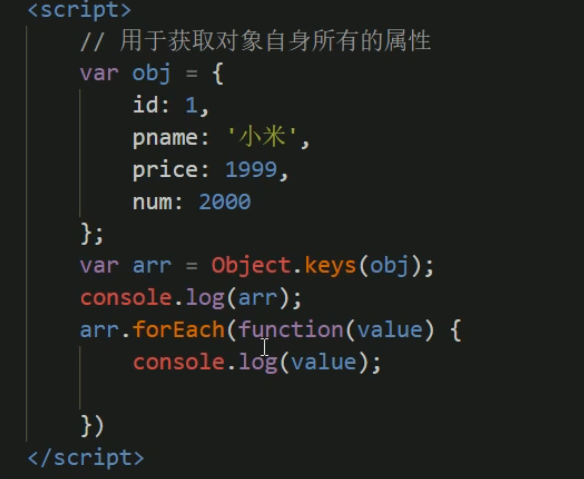 <script>
// 用于获取对象自身所有的属性
var obj = {
id: 1,
pname: '小米',
price: 1999,
num: 2000
};
var arr = Object.keys(obj);
console.log(arr);
arr.forEach(function(value) {
console.log(value);
})
</script>